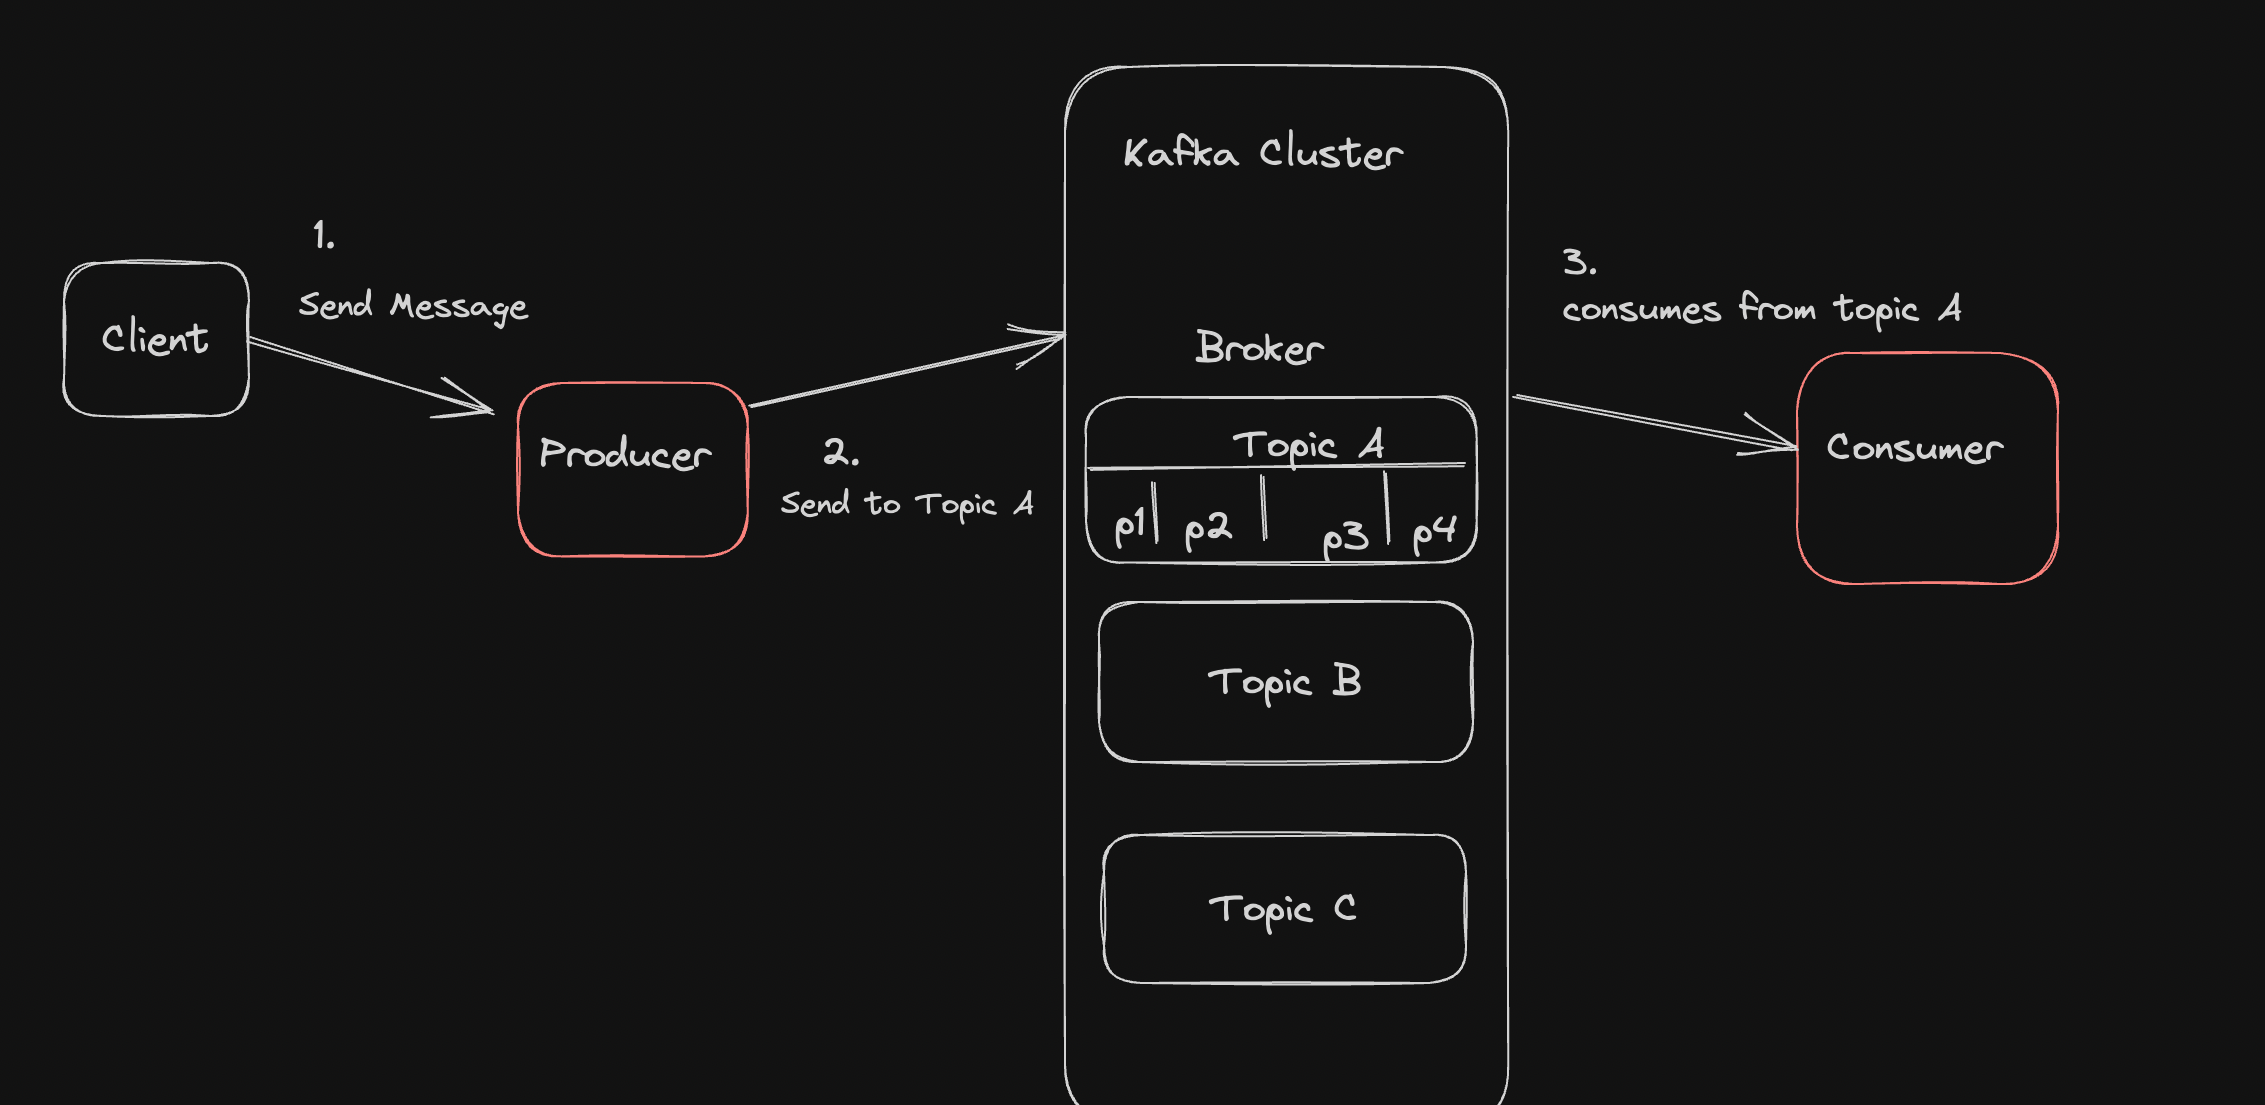 Client
1.
Send Message
Producer
2.
Send to Topic A
Kafka Cluster
Broker
Topic A
p1 p2 p3 p4
Topic B
Topic C
3.
consumes from topic A
Consumer